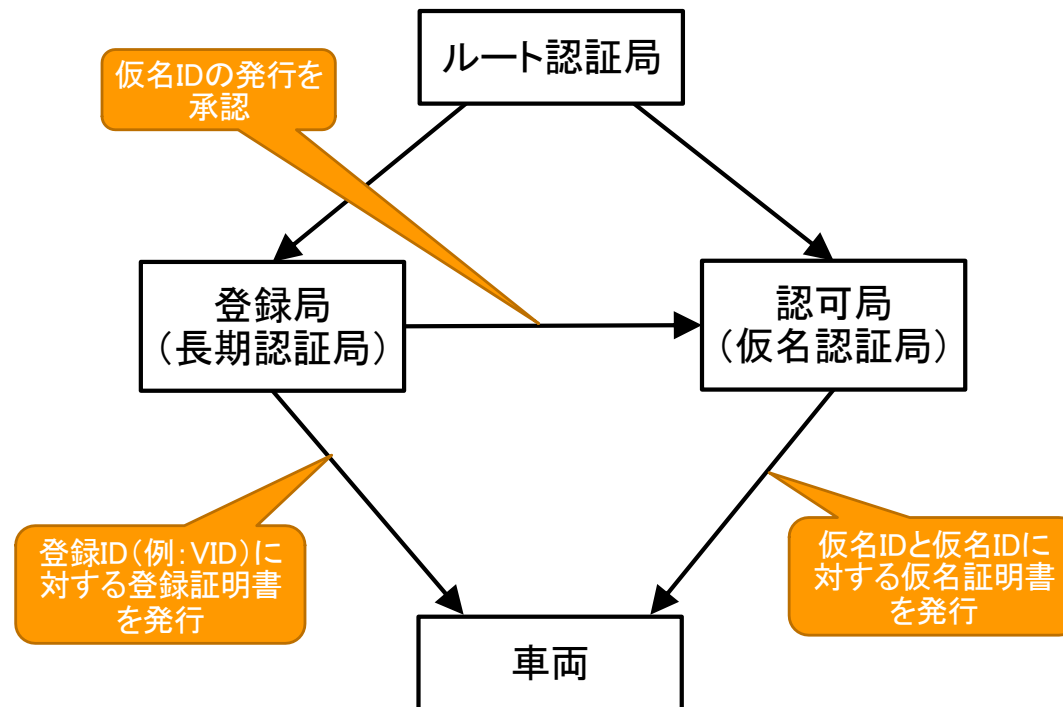 ルート認証局
仮名IDの発行を
承認
登録局
（長期認証局）
認可局
（仮名認証局）
登録ID（例：VID）に
対する登録証明書
を発行
仮名IDと仮名IDに
対する仮名証明書
を発行
車両